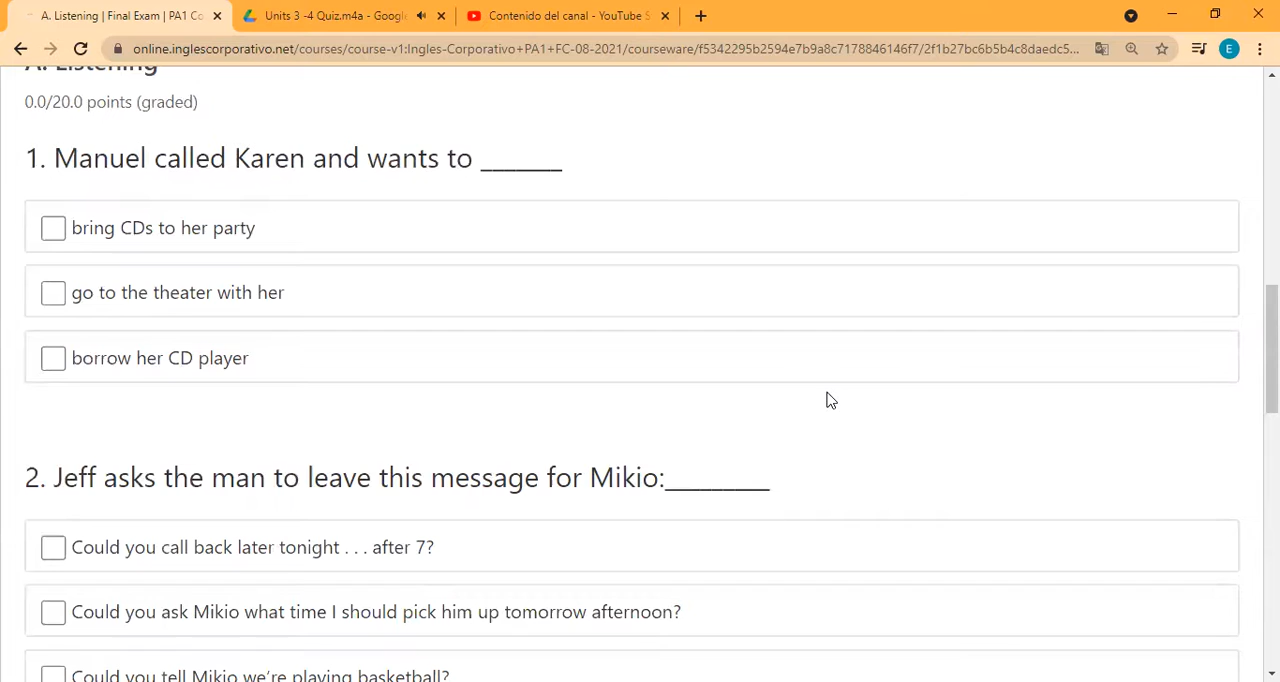 A. Listening | Final Exam | PA1 Co
Units 3 -4 Quiz.m4a - Google
Contenido del canal - YouTube S
online.inglescorporativo.net/courses/course-v1:Ingles-Corporativo+PA1+FC-08-2021/courseware/f5342295b2594e7b9a8c7178846146f7/2f1b27bc6b5b4c8daedc5...
E
A. Listening
0.0/20.0 points (graded)
1. Manuel called Karen and wants to _______
bring CDs to her party
go to the theater with her
borrow her CD player
2. Jeff asks the man to leave this message for Mikio:_________
Could you call back later tonight . . . after 7?
Could you ask Mikio what time I should pick him up tomorrow afternoon?
Could you tell Mikio we're playing basketball?